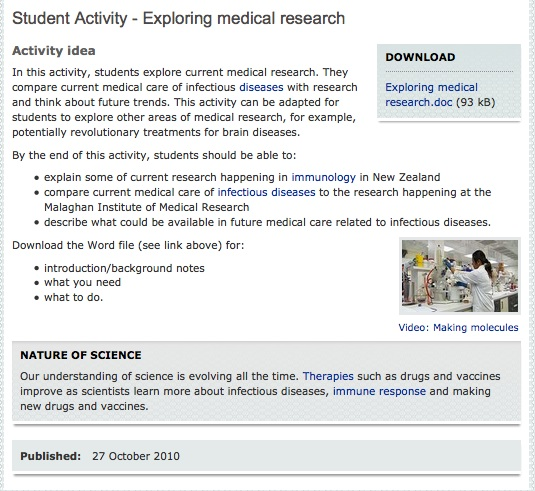 Student Activity - Exploring medical research
Activity idea
In this activity, students explore current medical research. They
compare current medical care of infectious diseases with research
and think about future trends. This activity can be adapted for
students to explore other areas of medical research, for example,
potentially revolutionary treatments for brain diseases.
DOWNLOAD
Exploring medical
research.doc (93 kB)
By the end of this activity, students should be able to:
• explain some of current research happening in immunology in New Zealand
• compare current medical care of infectious diseases to the research happening at the
Malaghan Institute of Medical Research
• describe what could be available in future medical care related to infectious diseases.
Download the Word file (see link above) for:
• introduction/background notes
• what you need
• what to do.
Video: Making molecules
NATURE OF SCIENCE
Our understanding of science is evolving all the time. Therapies such as drugs and vaccines
improve as scientists learn more about infectious diseases, immune response and making
new drugs and vaccines.
Published: 27 October 2010